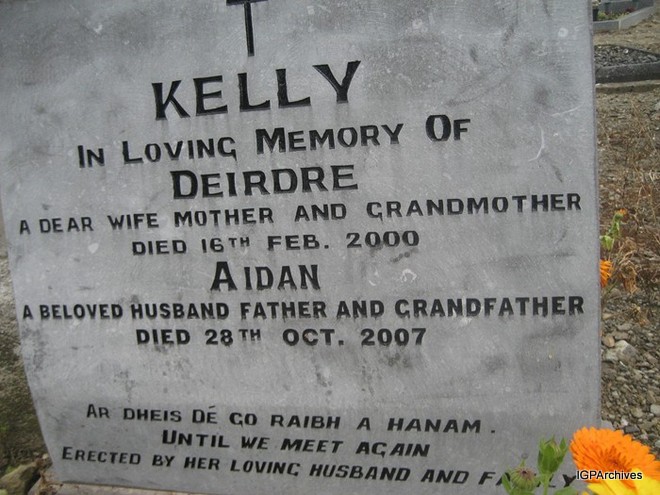 KELLY
IN LOVING MEMORY OF
DEIRDRE
A DEAR WIFE MOTHER AND GRANDMOTHER
DIED 16TH FEB. 2000
AIDAN
A BELOVED HUSBAND FATHER AND GRANDFATHER
DIED 28TH OCT. 2007
AR DHEIS DÉ GO RAIBH A HANAM.
UNTIL WE MEET AGAIN
ERECTED BY HER LOVING HUSBAND AND FAMILY
IGPArchives